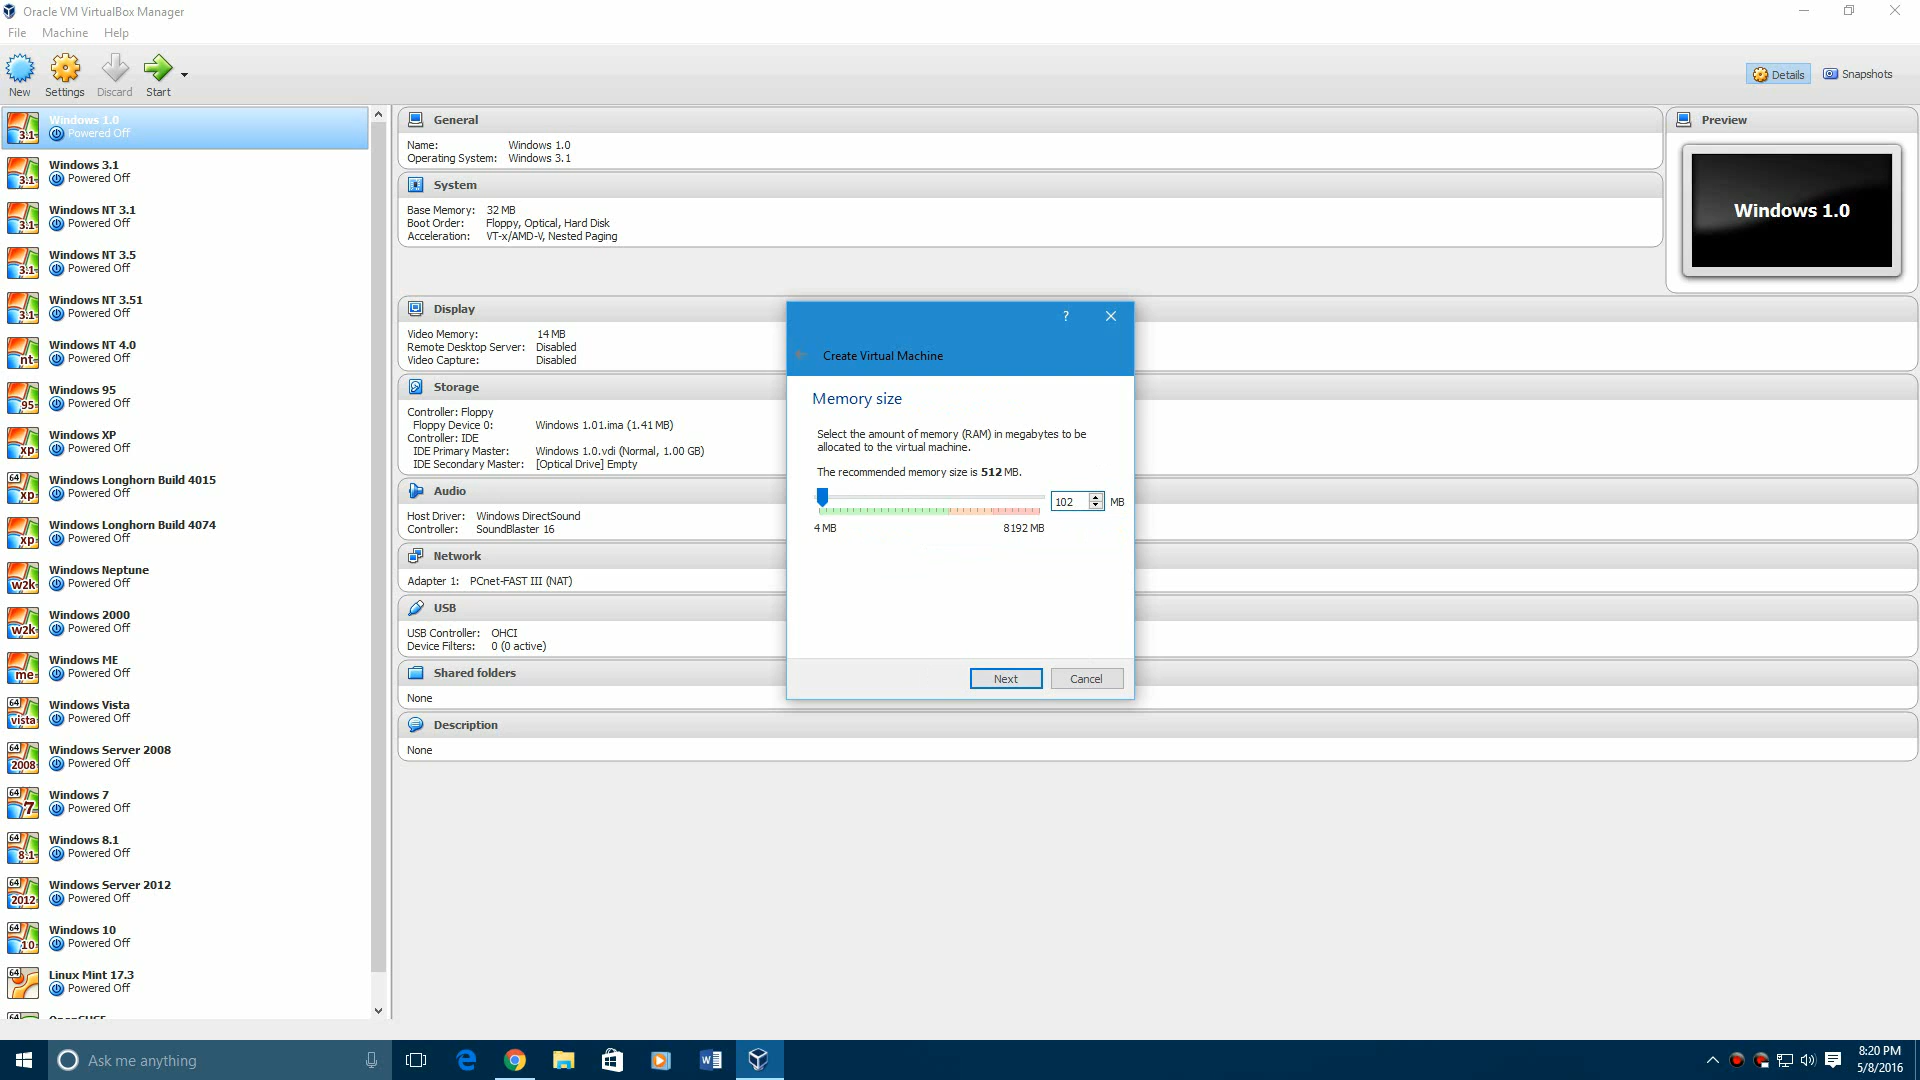 Oracle VM VirtualBox Manager
File Machine Help
New Settings Discard Start
Details Snapshots
Windows 1.0
Powered Off
Windows 3.1
Powered Off
Windows NT 3.1
Powered Off
Windows NT 3.5
Powered Off
Windows NT 3.51
Powered Off
Windows NT 4.0
Powered Off
Windows 95
Powered Off
Windows XP
Powered Off
Windows Longhorn Build 4015
Powered Off
Windows Longhorn Build 4074
Powered Off
Windows Neptune
Powered Off
Windows 2000
Powered Off
Windows ME
Powered Off
Windows Vista
Powered Off
Windows Server 2008
Powered Off
Windows 7
Powered Off
Windows 8.1
Powered Off
Windows Server 2012
Powered Off
Windows 10
Powered Off
Linux Mint 17.3
Powered Off
General
Name: Windows 1.0
Operating System: Windows 3.1
System
Base Memory: 32 MB
Boot Order: Floppy, Optical, Hard Disk
Acceleration: VT-x/AMD-V, Nested Paging
Preview
Windows 1.0
Display
Video Memory: 14 MB
Remote Desktop Server: Disabled
Video Capture: Disabled
Storage
Controller: Floppy
Floppy Device 0: Windows 1.01.ima (1.41 MB)
Controller: IDE
IDE Primary Master: Windows 1.0.vdi (Normal, 1.00 GB)
IDE Secondary Master: [Optical Drive] Empty
Audio
Host Driver: Windows DirectSound
Controller: SoundBlaster 16
Network
Adapter 1: PCnet-FAST III (NAT)
USB
USB Controller: OHCI
Device Filters: 0 (0 active)
Shared folders
None
Description
None
?
Create Virtual Machine
Memory size
Select the amount of memory (RAM) in megabytes to be
allocated to the virtual machine.
The recommended memory size is 512 MB.
102 MB
4 MB 8192 MB
Next Cancel
Ask me anything
8:20 PM
5/8/2016